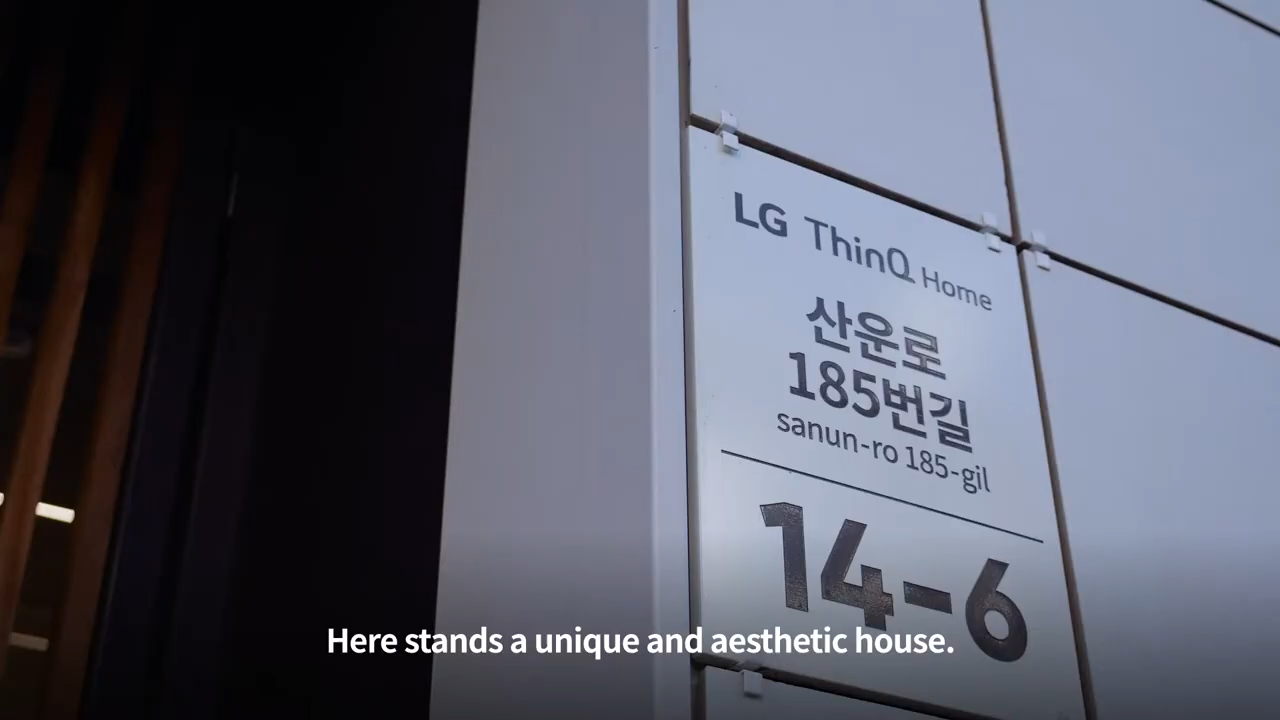 LG ThinQ Home
산운로
185번길
sanun-ro 185-gil
14-6
Here stands a unique and aesthetic house.